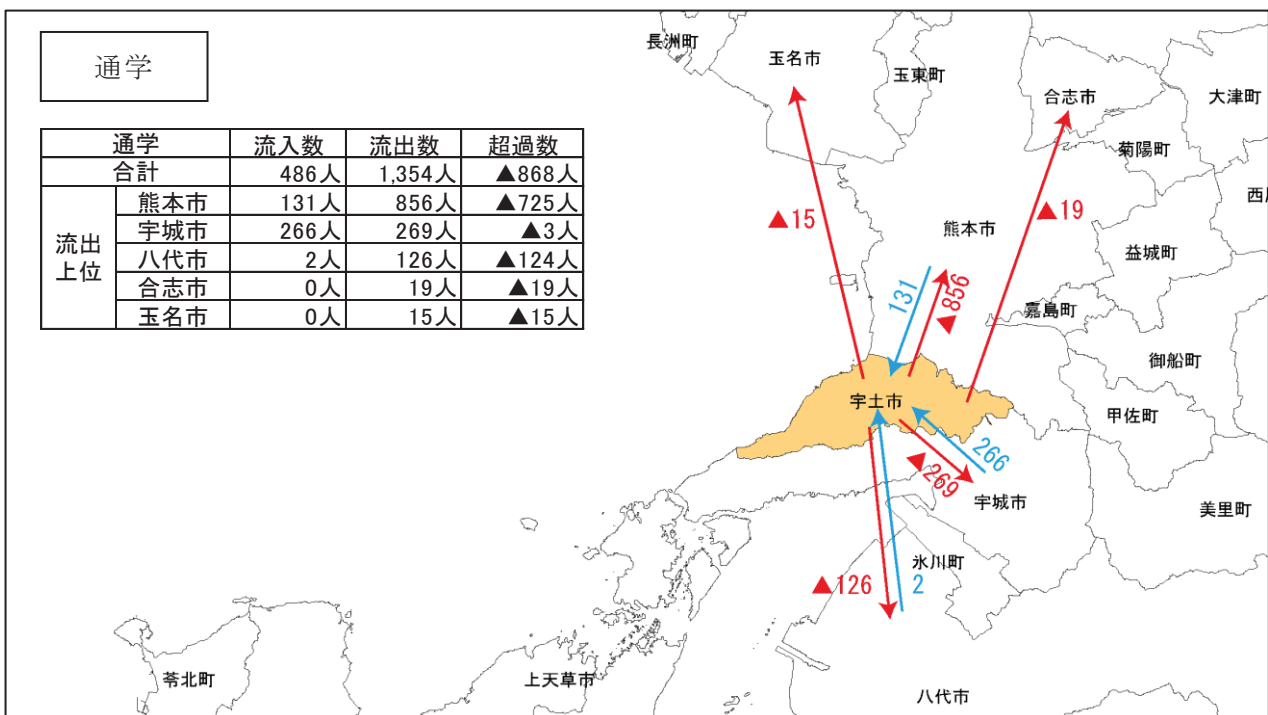 通学
通学 流入数 流出数 超過数
合計 486人 1,354人 ▲868人
流出上位
熊本市 131人 856人 ▲725人
宇城市 266人 269人 ▲3人
八代市 2人 126人 ▲124人
合志市 0人 19人 ▲19人
玉名市 0人 15人 ▲15人
長洲町
玉名市
玉東町
合志市
大津町
菊陽町
▲15
▲19
熊本市
益城町
131
▲856
嘉島町
御船町
宇土市
甲佐町
266
▲269
宇城市
美里町
氷川町
▲126
2
苓北町
上天草市
八代市